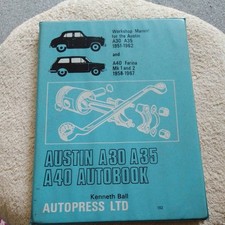 Workshop Manual
for the Austin
A30 A35
1951-1962
and
A40 Farina
Mk 1 and 2
1958-1967
AUSTIN A30 A35
A40 AUTOBOOK
Kenneth Ball
AUTOPRESS LTD